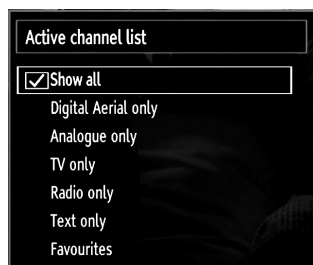 Active channel list
Show all
Digital Aerial only
Analogue only
TV only
Radio only
Text only
Favourites